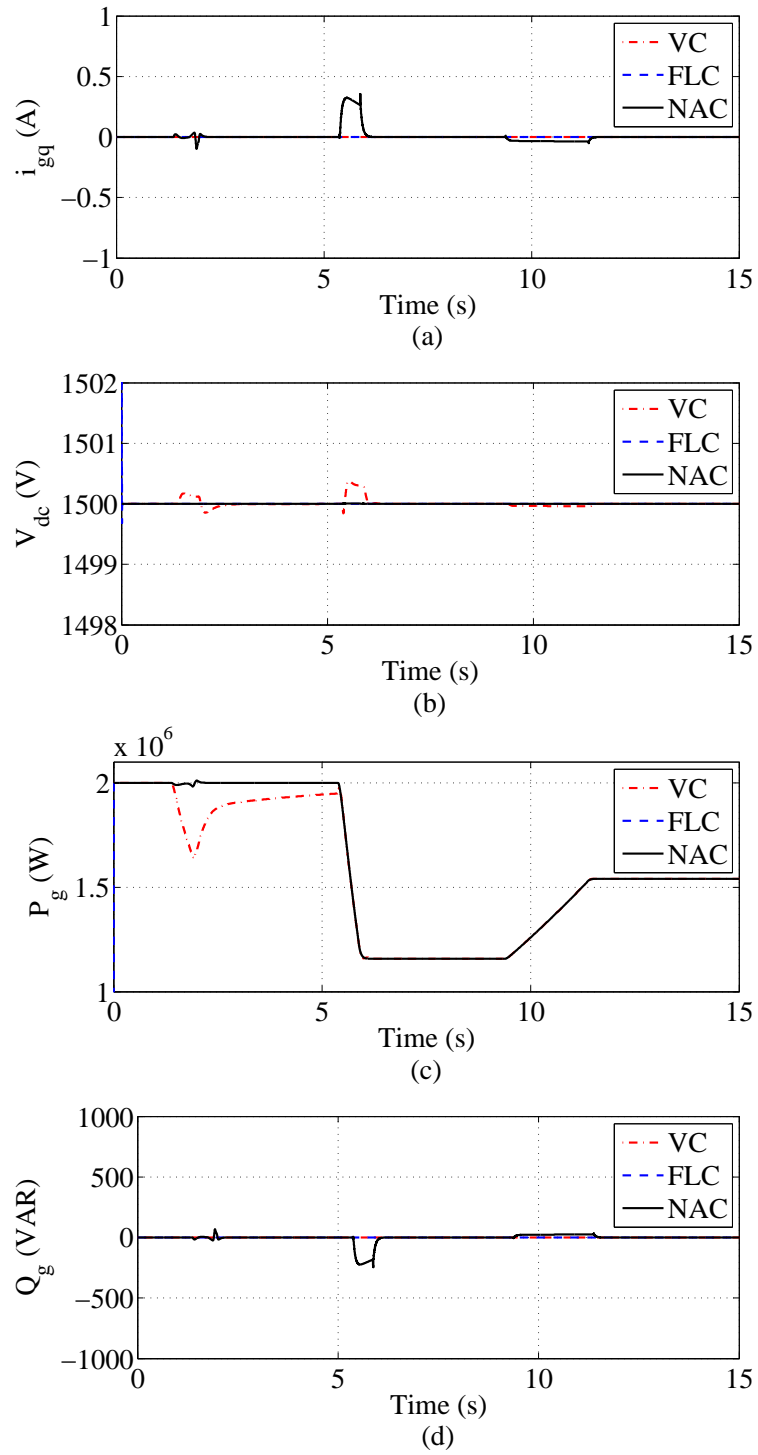 1
0.5
0
−0.5
−1
i_gq (A)
VC
FLC
NAC
0 5 10 15
Time (s)
(a)
1502
1501
1500
1499
1498
V_dc (V)
VC
FLC
NAC
0 5 10 15
Time (s)
(b)
x 10^6
2
1.5
1
P_g (W)
VC
FLC
NAC
0 5 10 15
Time (s)
(c)
1000
500
0
−500
−1000
Q_g (VAR)
VC
FLC
NAC
0 5 10 15
Time (s)
(d)